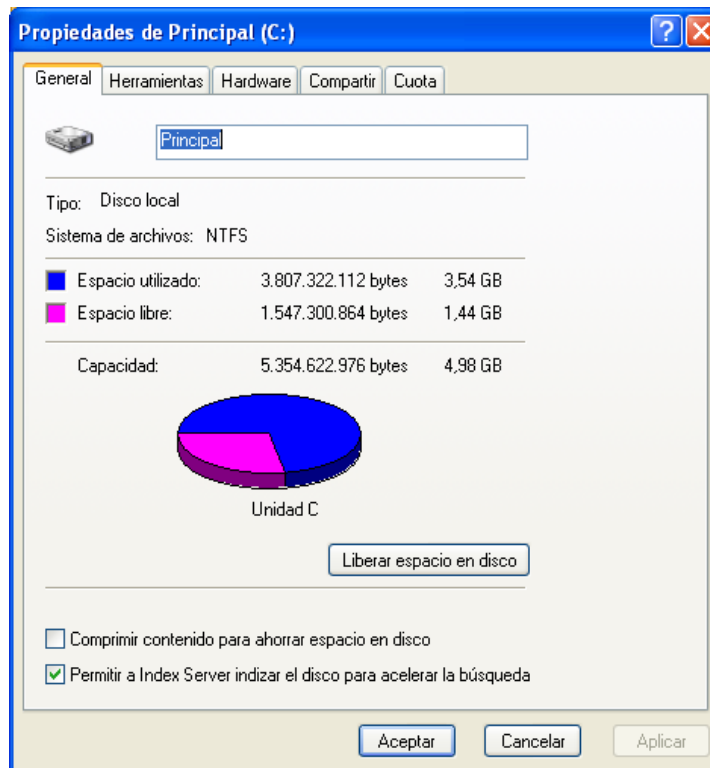 Propiedades de Principal (C:)
General Herramientas Hardware Compartir Cuota
Principal
Tipo: Disco local
Sistema de archivos: NTFS
Espacio utilizado: 3.807.322.112 bytes 3,54 GB
Espacio libre: 1.547.300.864 bytes 1,44 GB
Capacidad: 5.354.622.976 bytes 4,98 GB
Unidad C
Liberar espacio en disco
Comprimir contenido para ahorrar espacio en disco
Permitir a Index Server indizar el disco para acelerar la búsqueda
Aceptar Cancelar Aplicar